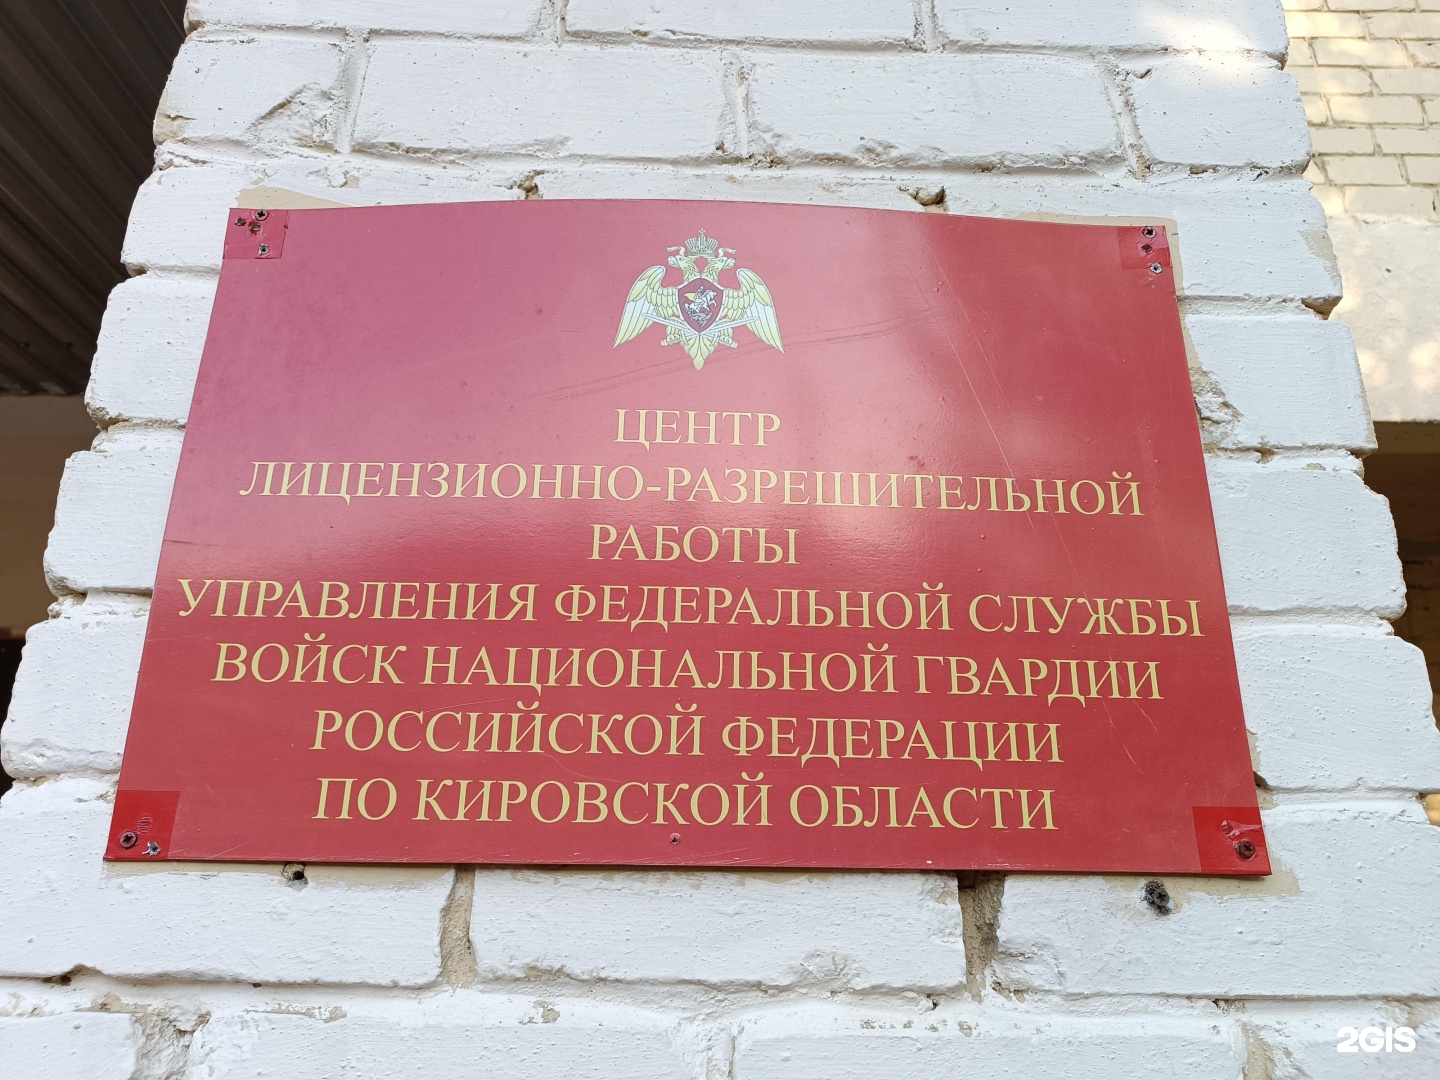 ЦЕНТР
ЛИЦЕНЗИОННО-РАЗРЕШИТЕЛЬНОЙ
РАБОТЫ
УПРАВЛЕНИЯ ФЕДЕРАЛЬНОЙ СЛУЖБЫ
ВОЙСК НАЦИОНАЛЬНОЙ ГВАРДИИ
РОССИЙСКОЙ ФЕДЕРАЦИИ
ПО КИРОВСКОЙ ОБЛАСТИ
2GIS